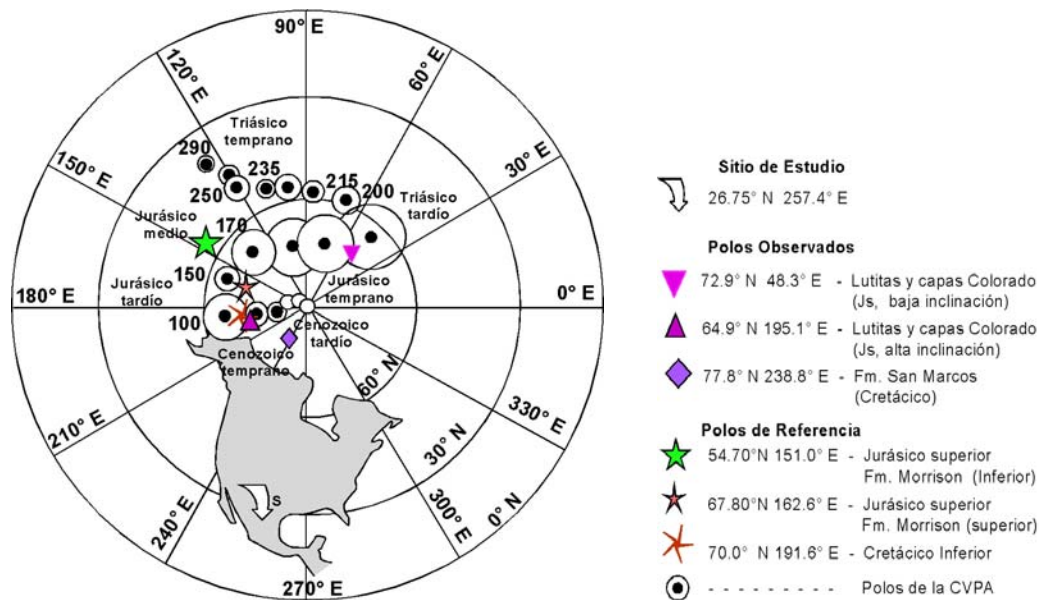 90° E
120° E
60° E
150° E
30° E
180° E
0° E
210° E
330° E
240° E
300° E
270° E
60° N
30° N
0° N
Triásico
temprano
290
235
215
200
250
Triásico
tardío
170
Jurásico
medio
150
Jurásico
tardío
Jurásico
temprano
100
Cenozoico
tardío
Cenozoico
temprano
S
Sitio de Estudio
26.75° N 257.4° E
Polos Observados
72.9° N 48.3° E - Lutitas y capas Colorado
(Js, baja inclinación)
64.9° N 195.1° E - Lutitas y capas Colorado
(Js, alta inclinación)
77.8° N 238.8° E - Fm. San Marcos
(Cretácico)
Polos de Referencia
54.70°N 151.0° E - Jurásico superior
Fm. Morrison (Inferior)
67.80° N 162.6° E - Jurásico superior
Fm. Morrison (superior)
70.0° N 191.6° E - Cretácico Inferior
- - - - - - - - - Polos de la CVPA